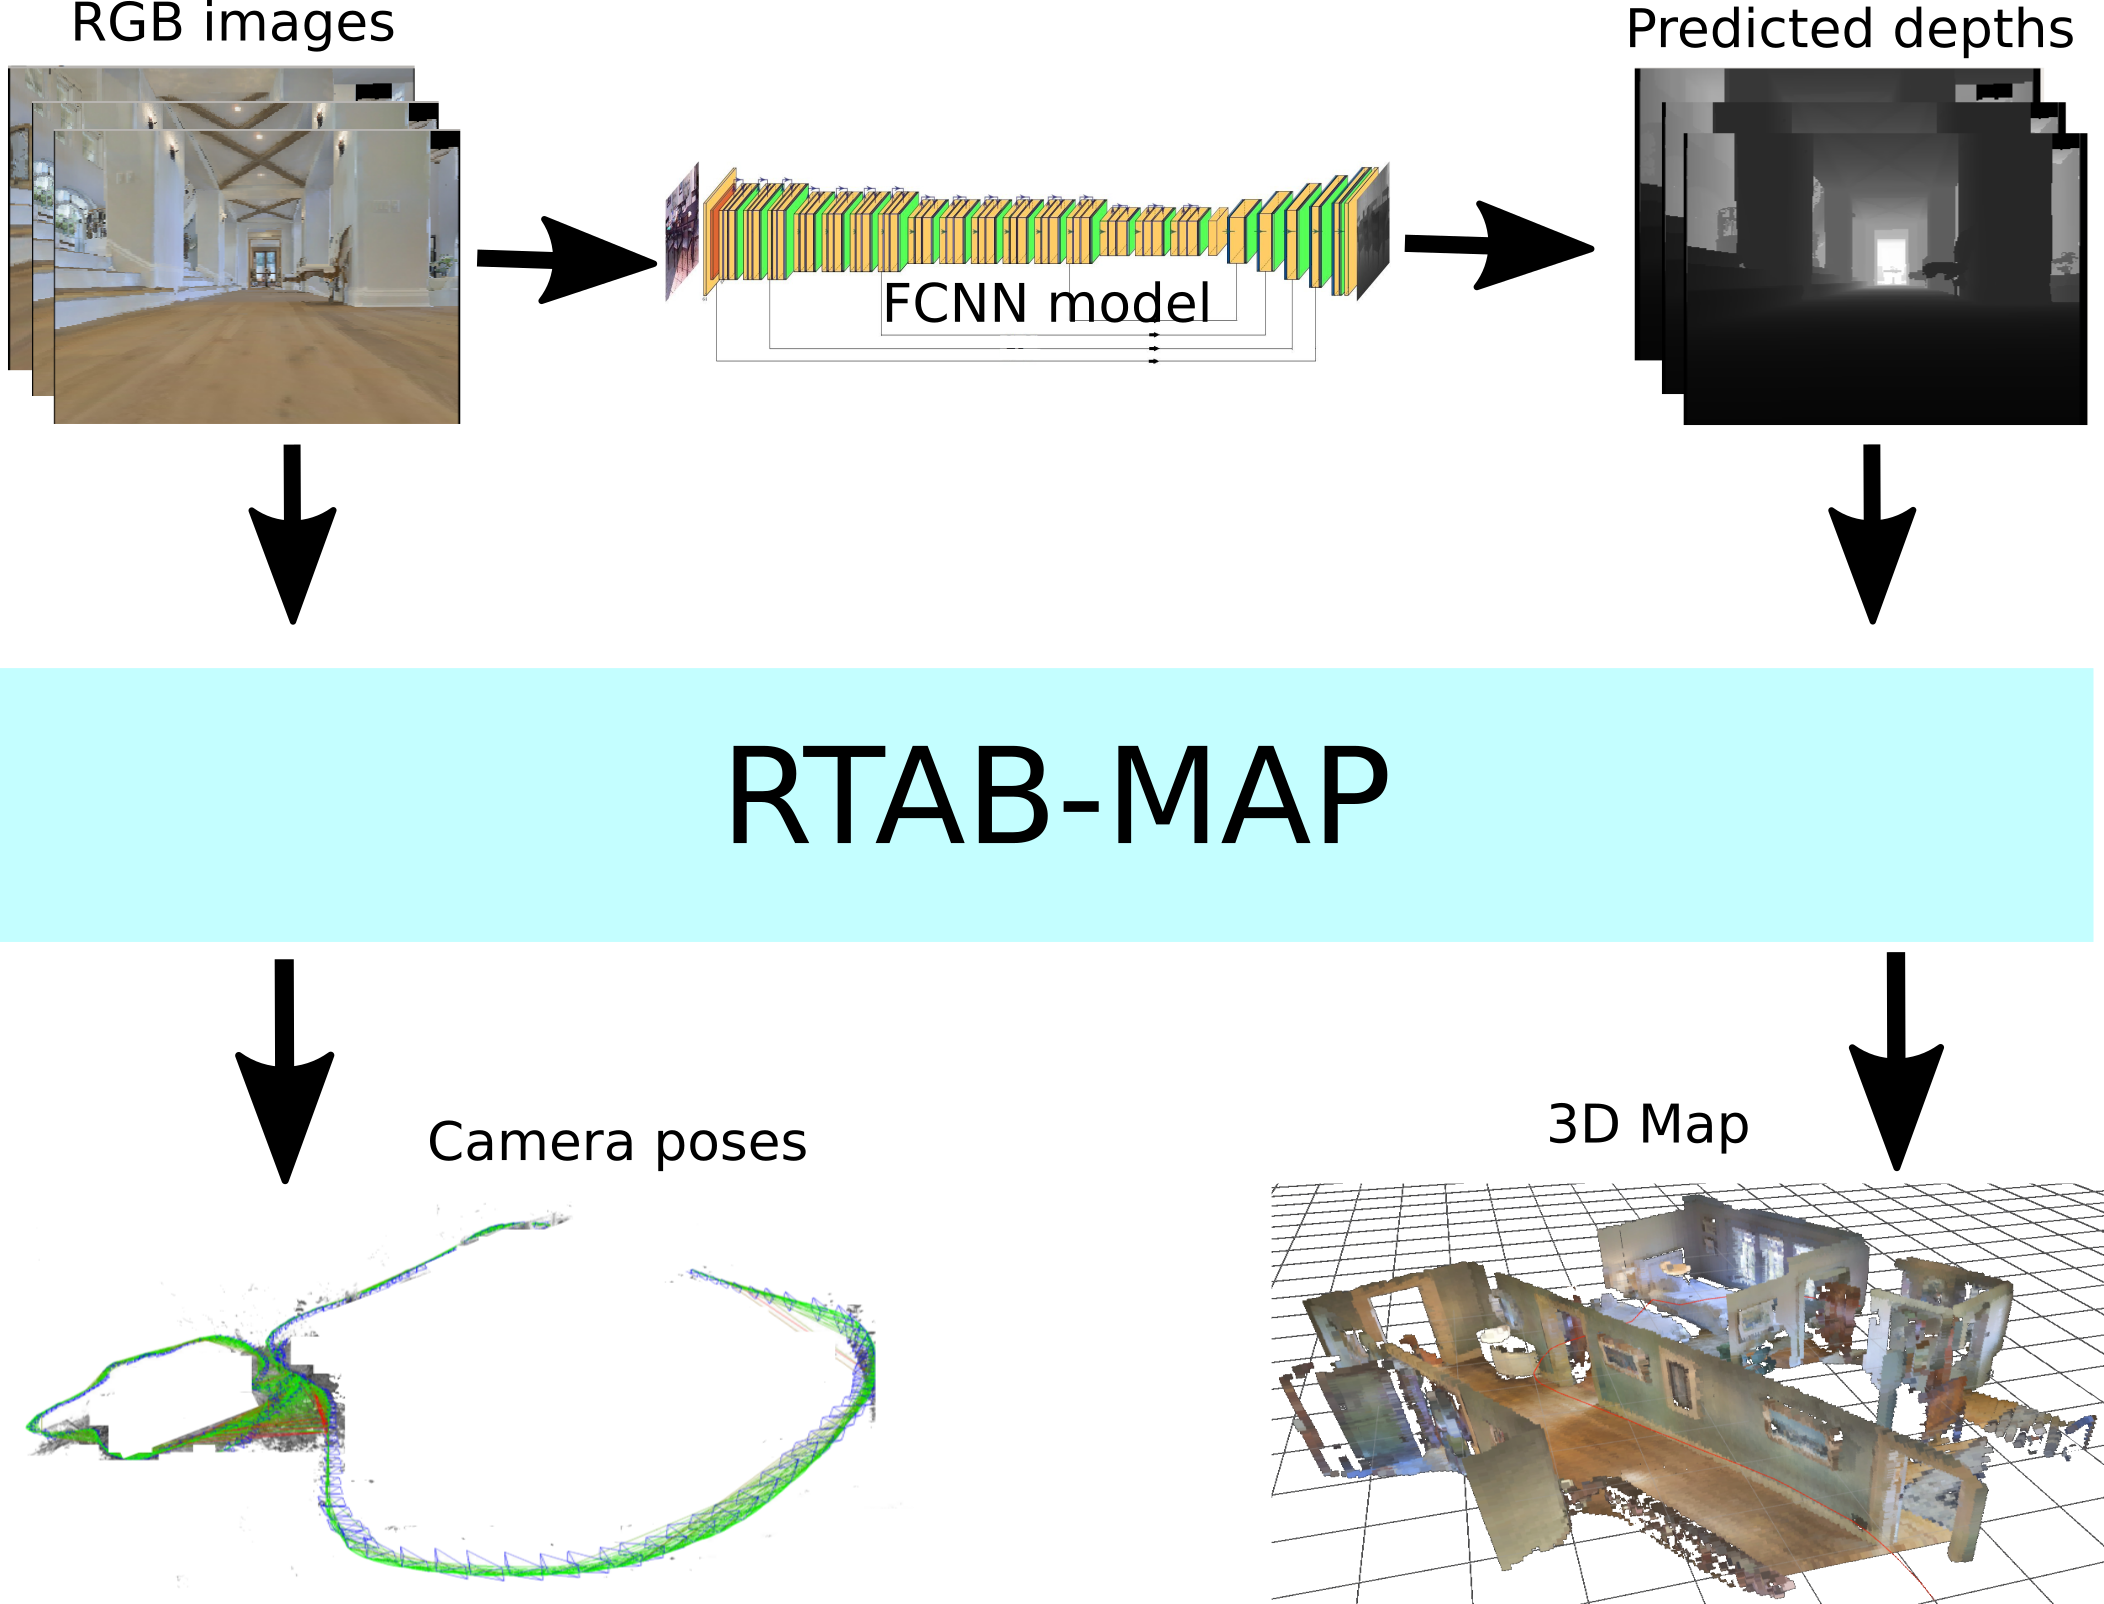 RGB images
Predicted depths
FCNN model
RTAB-MAP
Camera poses
3D Map